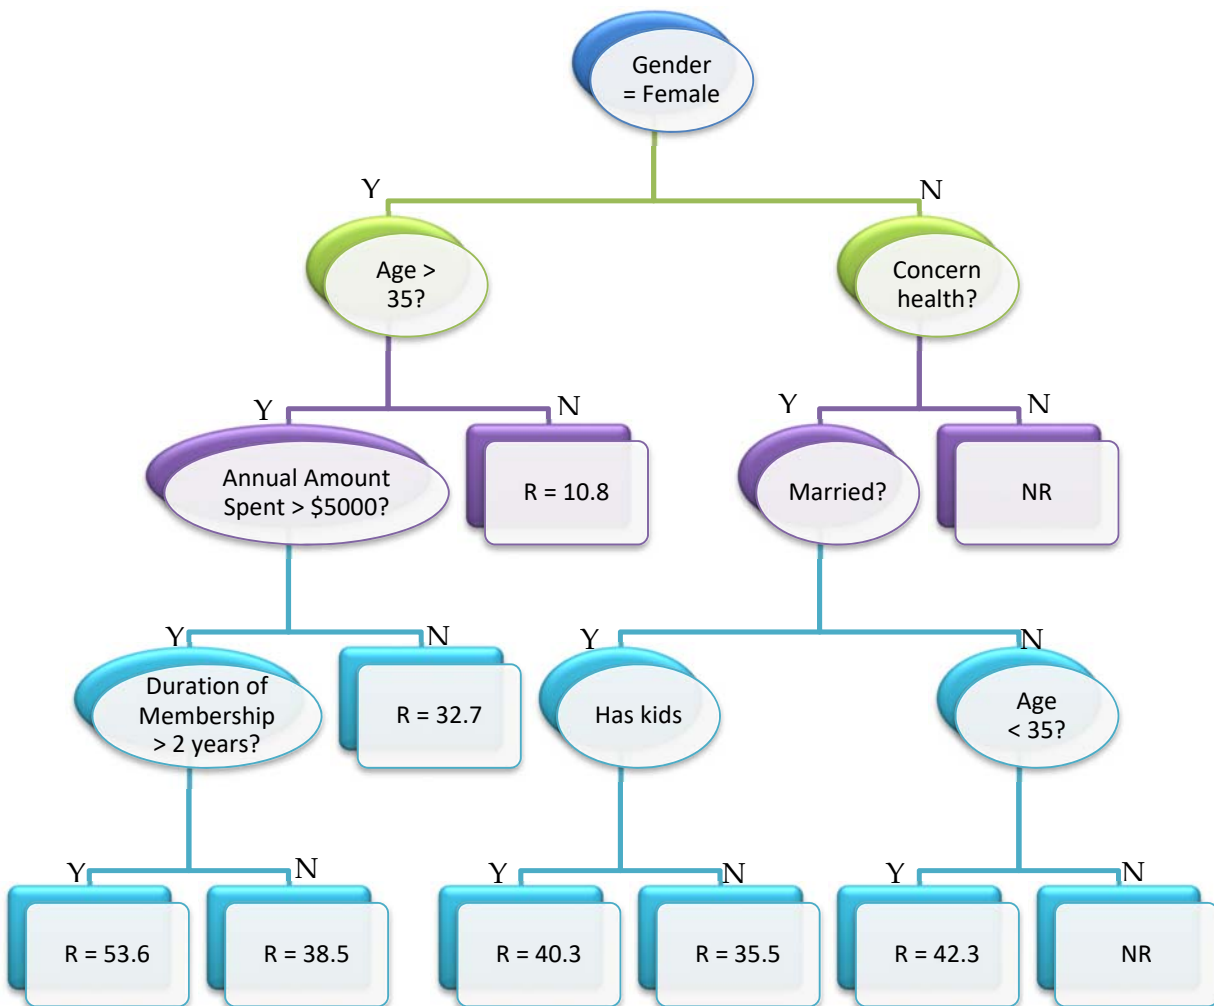 Gender
= Female
Y
N
Age >
35?
Concern
health?
Y
N
Y
N
Annual Amount
Spent > $5000?
R = 10.8
Married?
NR
Y
N
Y
N
Duration of
Membership
> 2 years?
R = 32.7
Has kids
Age
< 35?
Y
N
Y
N
Y
N
R = 53.6
R = 38.5
R = 40.3
R = 35.5
R = 42.3
NR